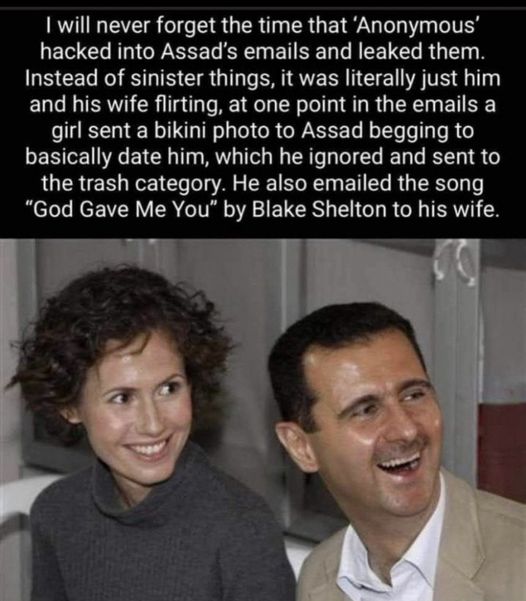 I will never forget the time that ‘Anonymous’
hacked into Assad’s emails and leaked them.
Instead of sinister things, it was literally just him
and his wife flirting, at one point in the emails a
girl sent a bikini photo to Assad begging to
basically date him, which he ignored and sent to
the trash category. He also emailed the song
“God Gave Me You” by Blake Shelton to his wife.